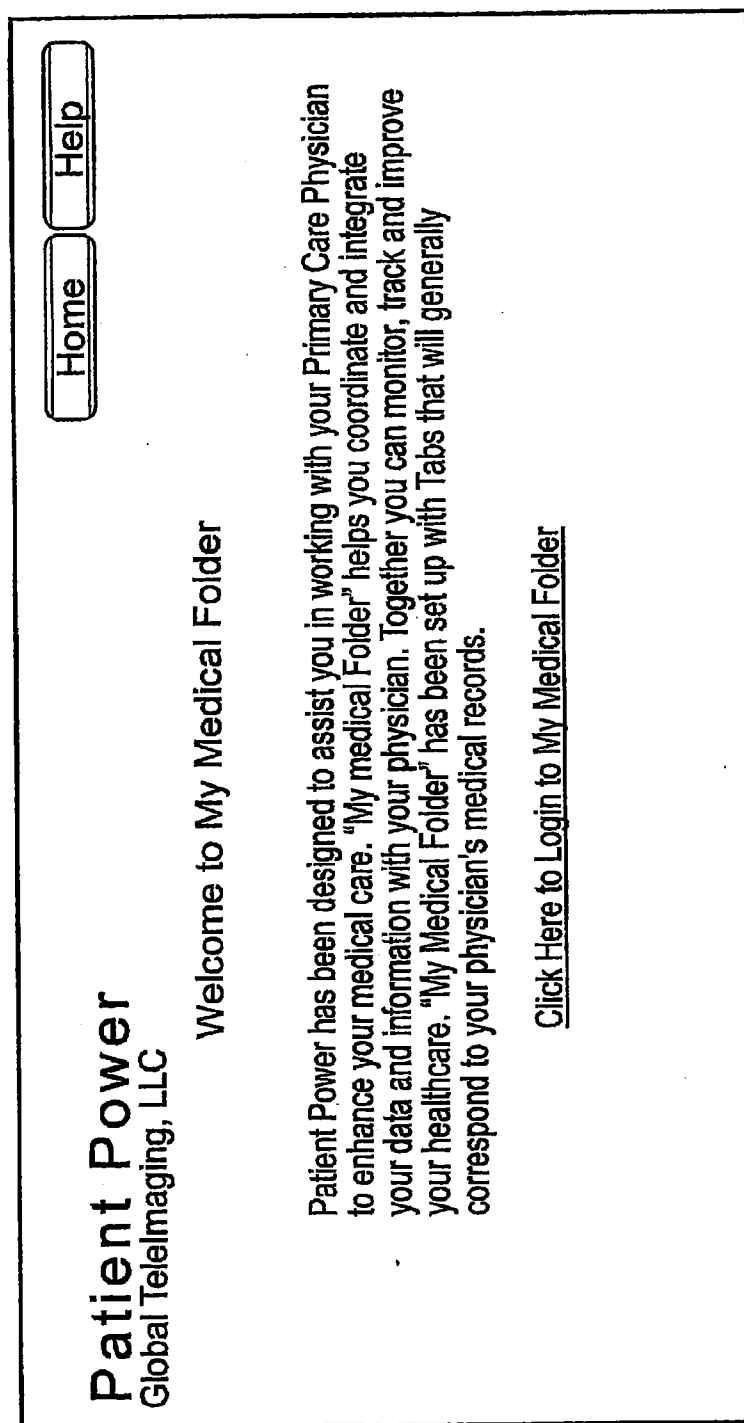 Patient Power
Global TeleImaging, LLC
Home
Help
Welcome to My Medical Folder
Patient Power has been designed to assist you in working with your Primary Care Physician
to enhance your medical care. “My medical Folder” helps you coordinate and integrate
your data and information with your physician. Together you can monitor, track and improve
your healthcare. “My Medical Folder” has been set up with Tabs that will generally
correspond to your physician's medical records.
Click Here to Login to My Medical Folder